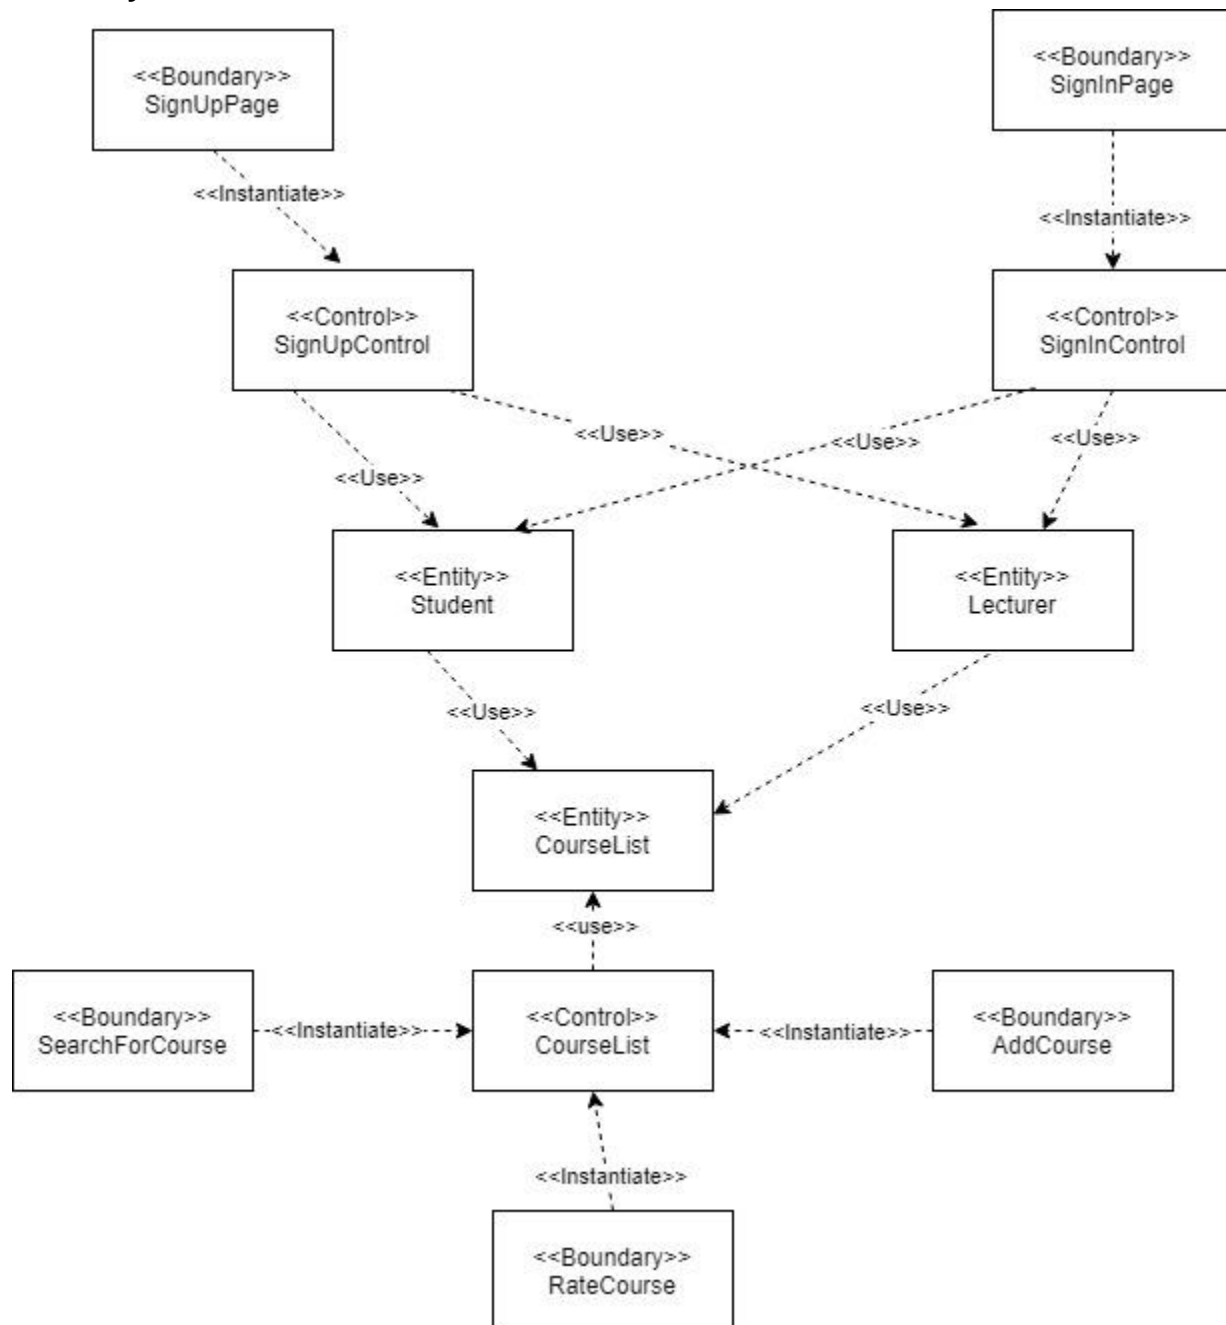 <<Boundary>>
SignUpPage
<<Boundary>>
SignInPage
<<Instantiate>>
<<Instantiate>>
<<Control>>
SignUpControl
<<Control>>
SignInControl
<<Use>>
<<Use>>
<<Use>>
<<Use>>
<<Entity>>
Student
<<Entity>>
Lecturer
<<Use>>
<<Use>>
<<Entity>>
CourseList
<<use>>
<<Boundary>>
SearchForCourse
<<Instantiate>>
<<Control>>
CourseList
<<Instantiate>>
<<Boundary>>
AddCourse
<<Instantiate>>
<<Boundary>>
RateCourse